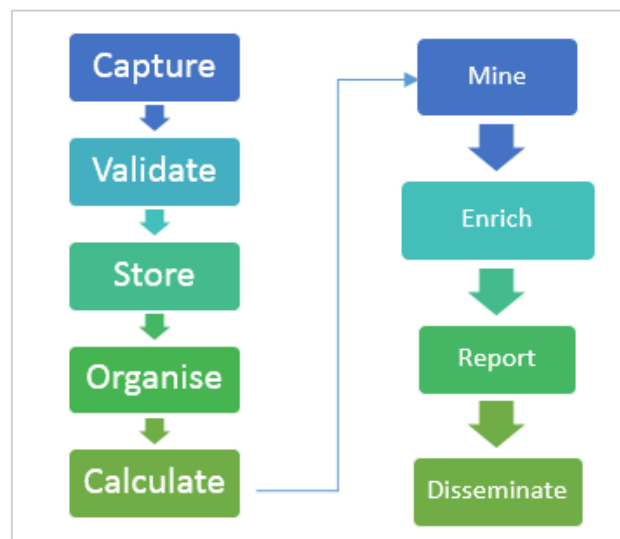 Capture
Validate
Store
Organise
Calculate
Mine
Enrich
Report
Disseminate